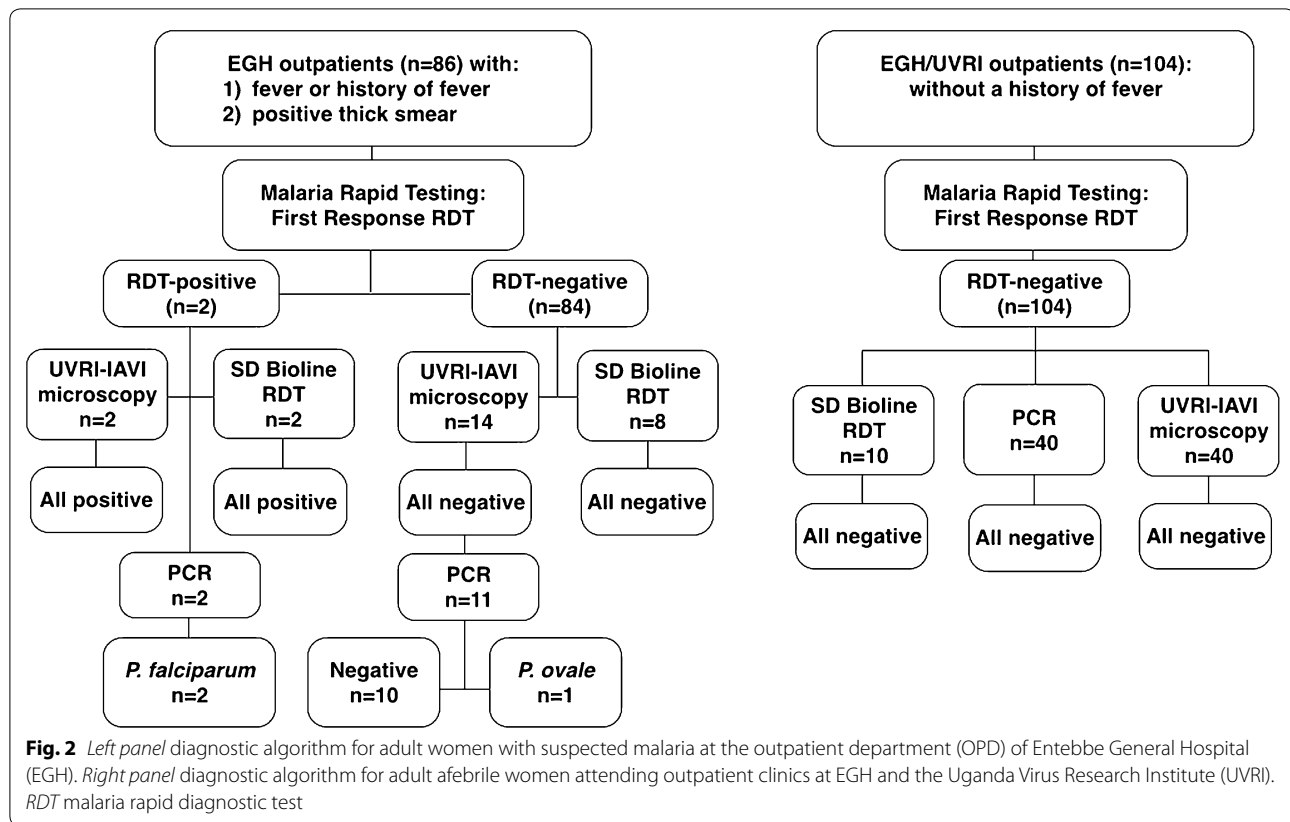 EGH outpatients (n=86) with:
1) fever or history of fever
2) positive thick smear
Malaria Rapid Testing:
First Response RDT
RDT-positive
(n=2)
RDT-negative
(n=84)
UVRI-IAVI
microscopy
n=2
SD Bioline
RDT
n=2
UVRI-IAVI
microscopy
n=14
SD Bioline
RDT
n=8
All positive
All positive
All negative
All negative
PCR
n=2
PCR
n=11
P. falciparum
n=2
Negative
n=10
P. ovale
n=1
EGH/UVRI outpatients (n=104):
without a history of fever
Malaria Rapid Testing:
First Response RDT
RDT-negative
(n=104)
SD Bioline
RDT
n=10
PCR
n=40
UVRI-IAVI
microscopy
n=40
All negative
All negative
All negative
Fig. 2 Left panel diagnostic algorithm for adult women with suspected malaria at the outpatient department (OPD) of Entebbe General Hospital
(EGH). Right panel diagnostic algorithm for adult afebrile women attending outpatient clinics at EGH and the Uganda Virus Research Institute (UVRI).
RDT malaria rapid diagnostic test